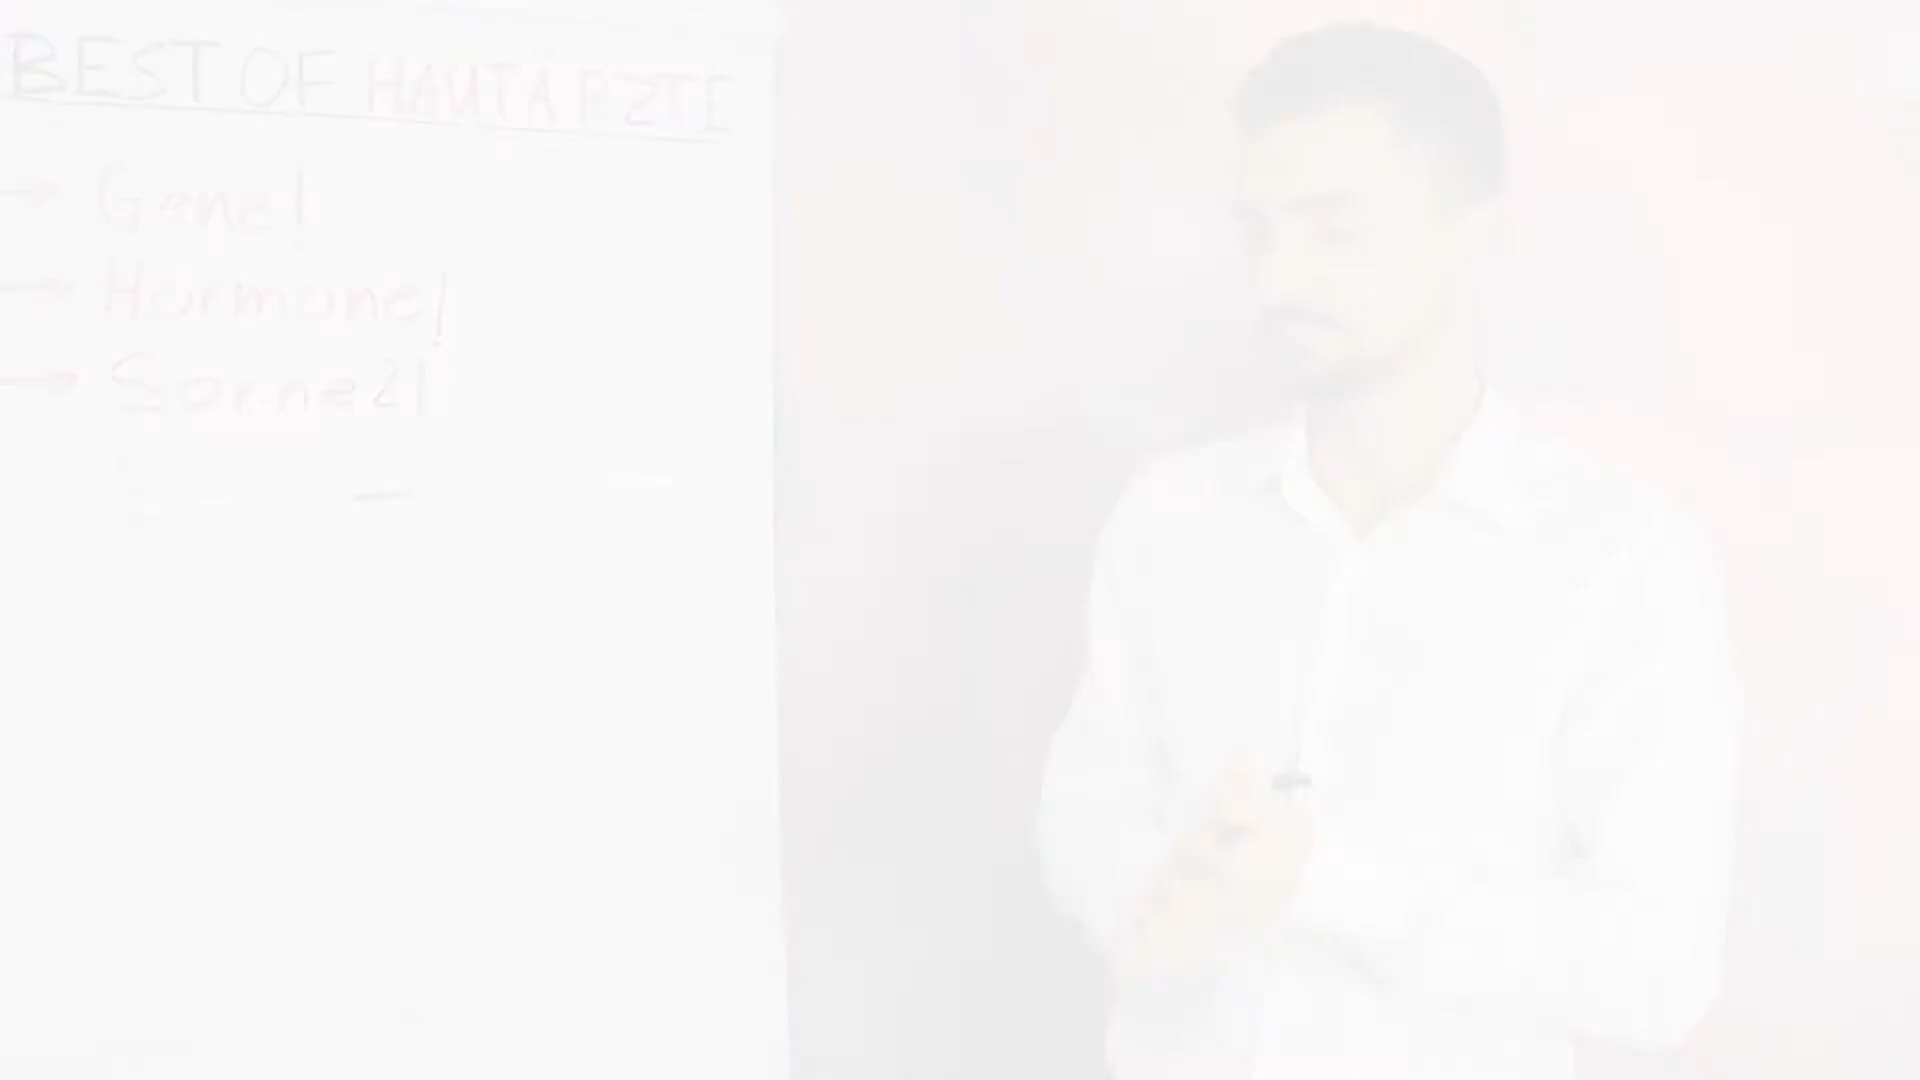 BEST OF HAUTÄRZTE
→ Gene!
→ Hormone!
→ Sonne?!